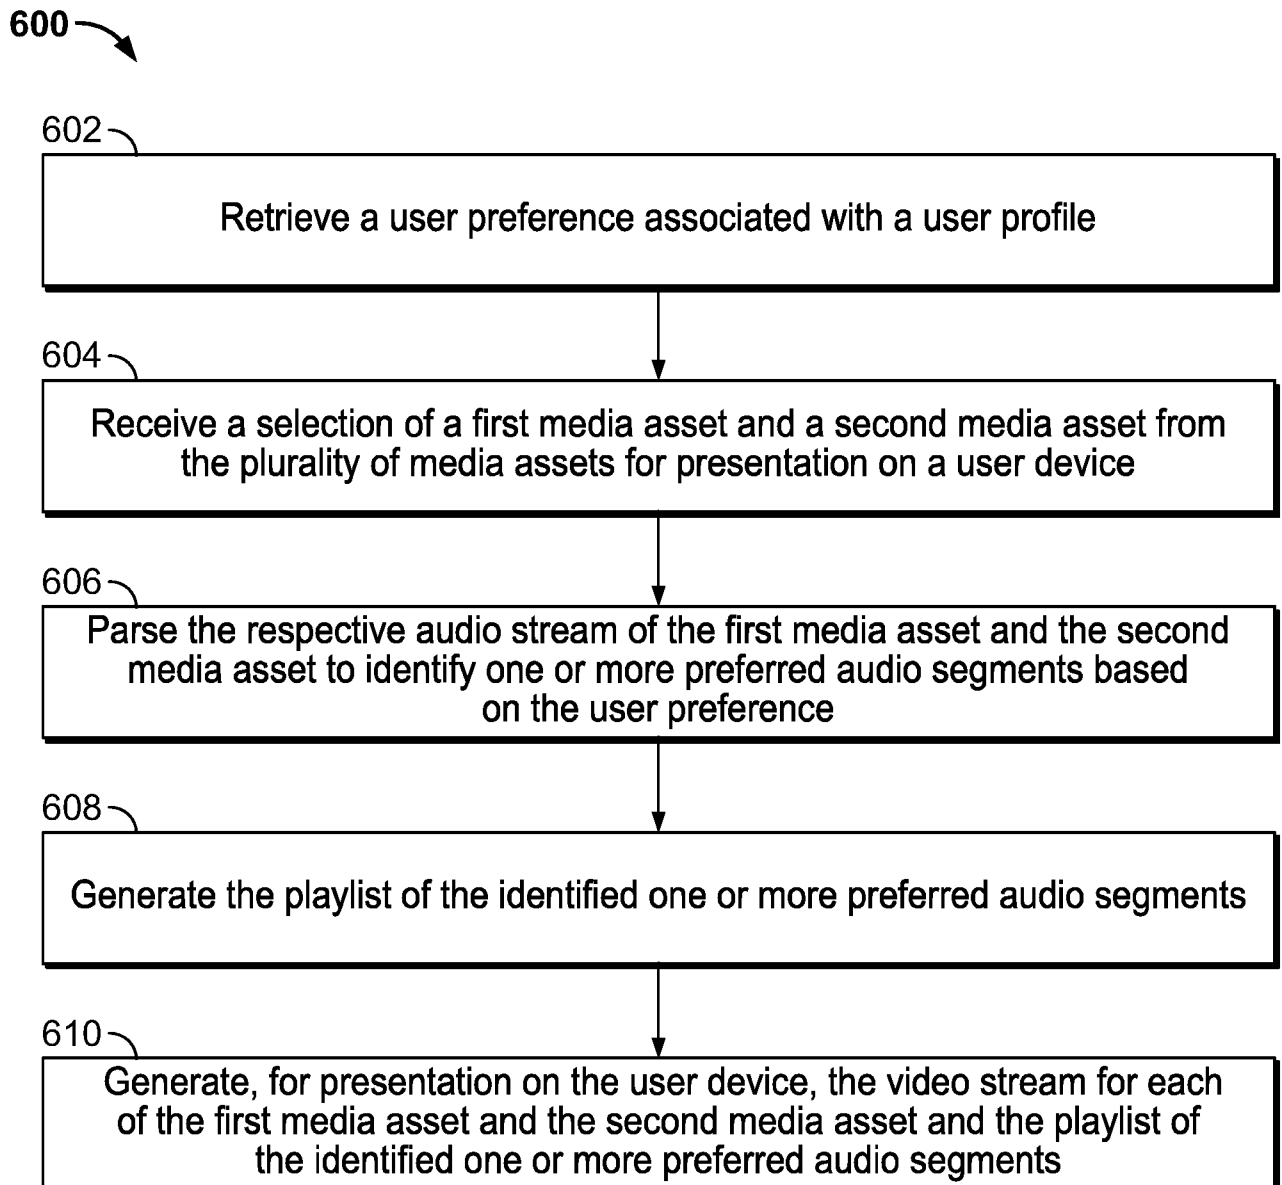 600
602
Retrieve a user preference associated with a user profile
604
Receive a selection of a first media asset and a second media asset from
the plurality of media assets for presentation on a user device
606
Parse the respective audio stream of the first media asset and the second
media asset to identify one or more preferred audio segments based
on the user preference
608
Generate the playlist of the identified one or more preferred audio segments
610
Generate, for presentation on the user device, the video stream for each
of the first media asset and the second media asset and the playlist of
the identified one or more preferred audio segments